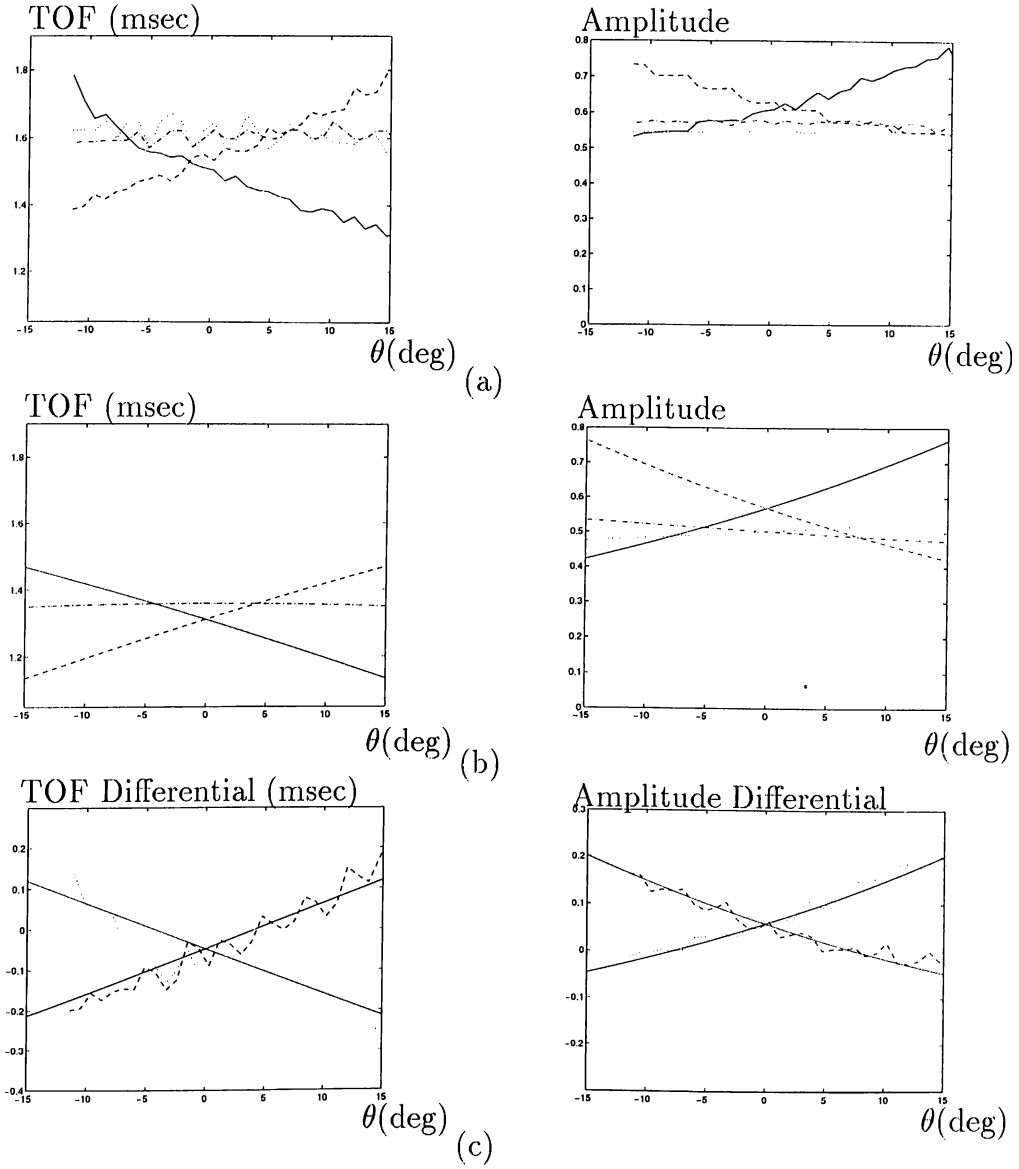 TOF (msec)
1.8
1.6
1.4
1.2
-15 -10 -5 0 5 10 15
θ(deg)
Amplitude
0.8
0.7
0.6
0.5
0.4
0.3
0.2
0.1
0
-15 -10 -5 0 5 10 15
θ(deg)
(a)
TOF (msec)
1.8
1.6
1.4
1.2
-15 -10 -5 0 5 10 15
θ(deg)
Amplitude
0.8
0.7
0.6
0.5
0.4
0.3
0.2
0.1
0
-15 -10 -5 0 5 10 15
θ(deg)
(b)
TOF Differential (msec)
0.2
0.1
0
-0.1
-0.2
-0.3
-0.4
-15 -10 -5 0 5 10 15
θ(deg)
Amplitude Differential
0.3
0.2
0.1
0
-0.1
-0.2
-15 -10 -5 0 5 10 15
θ(deg)
(c)